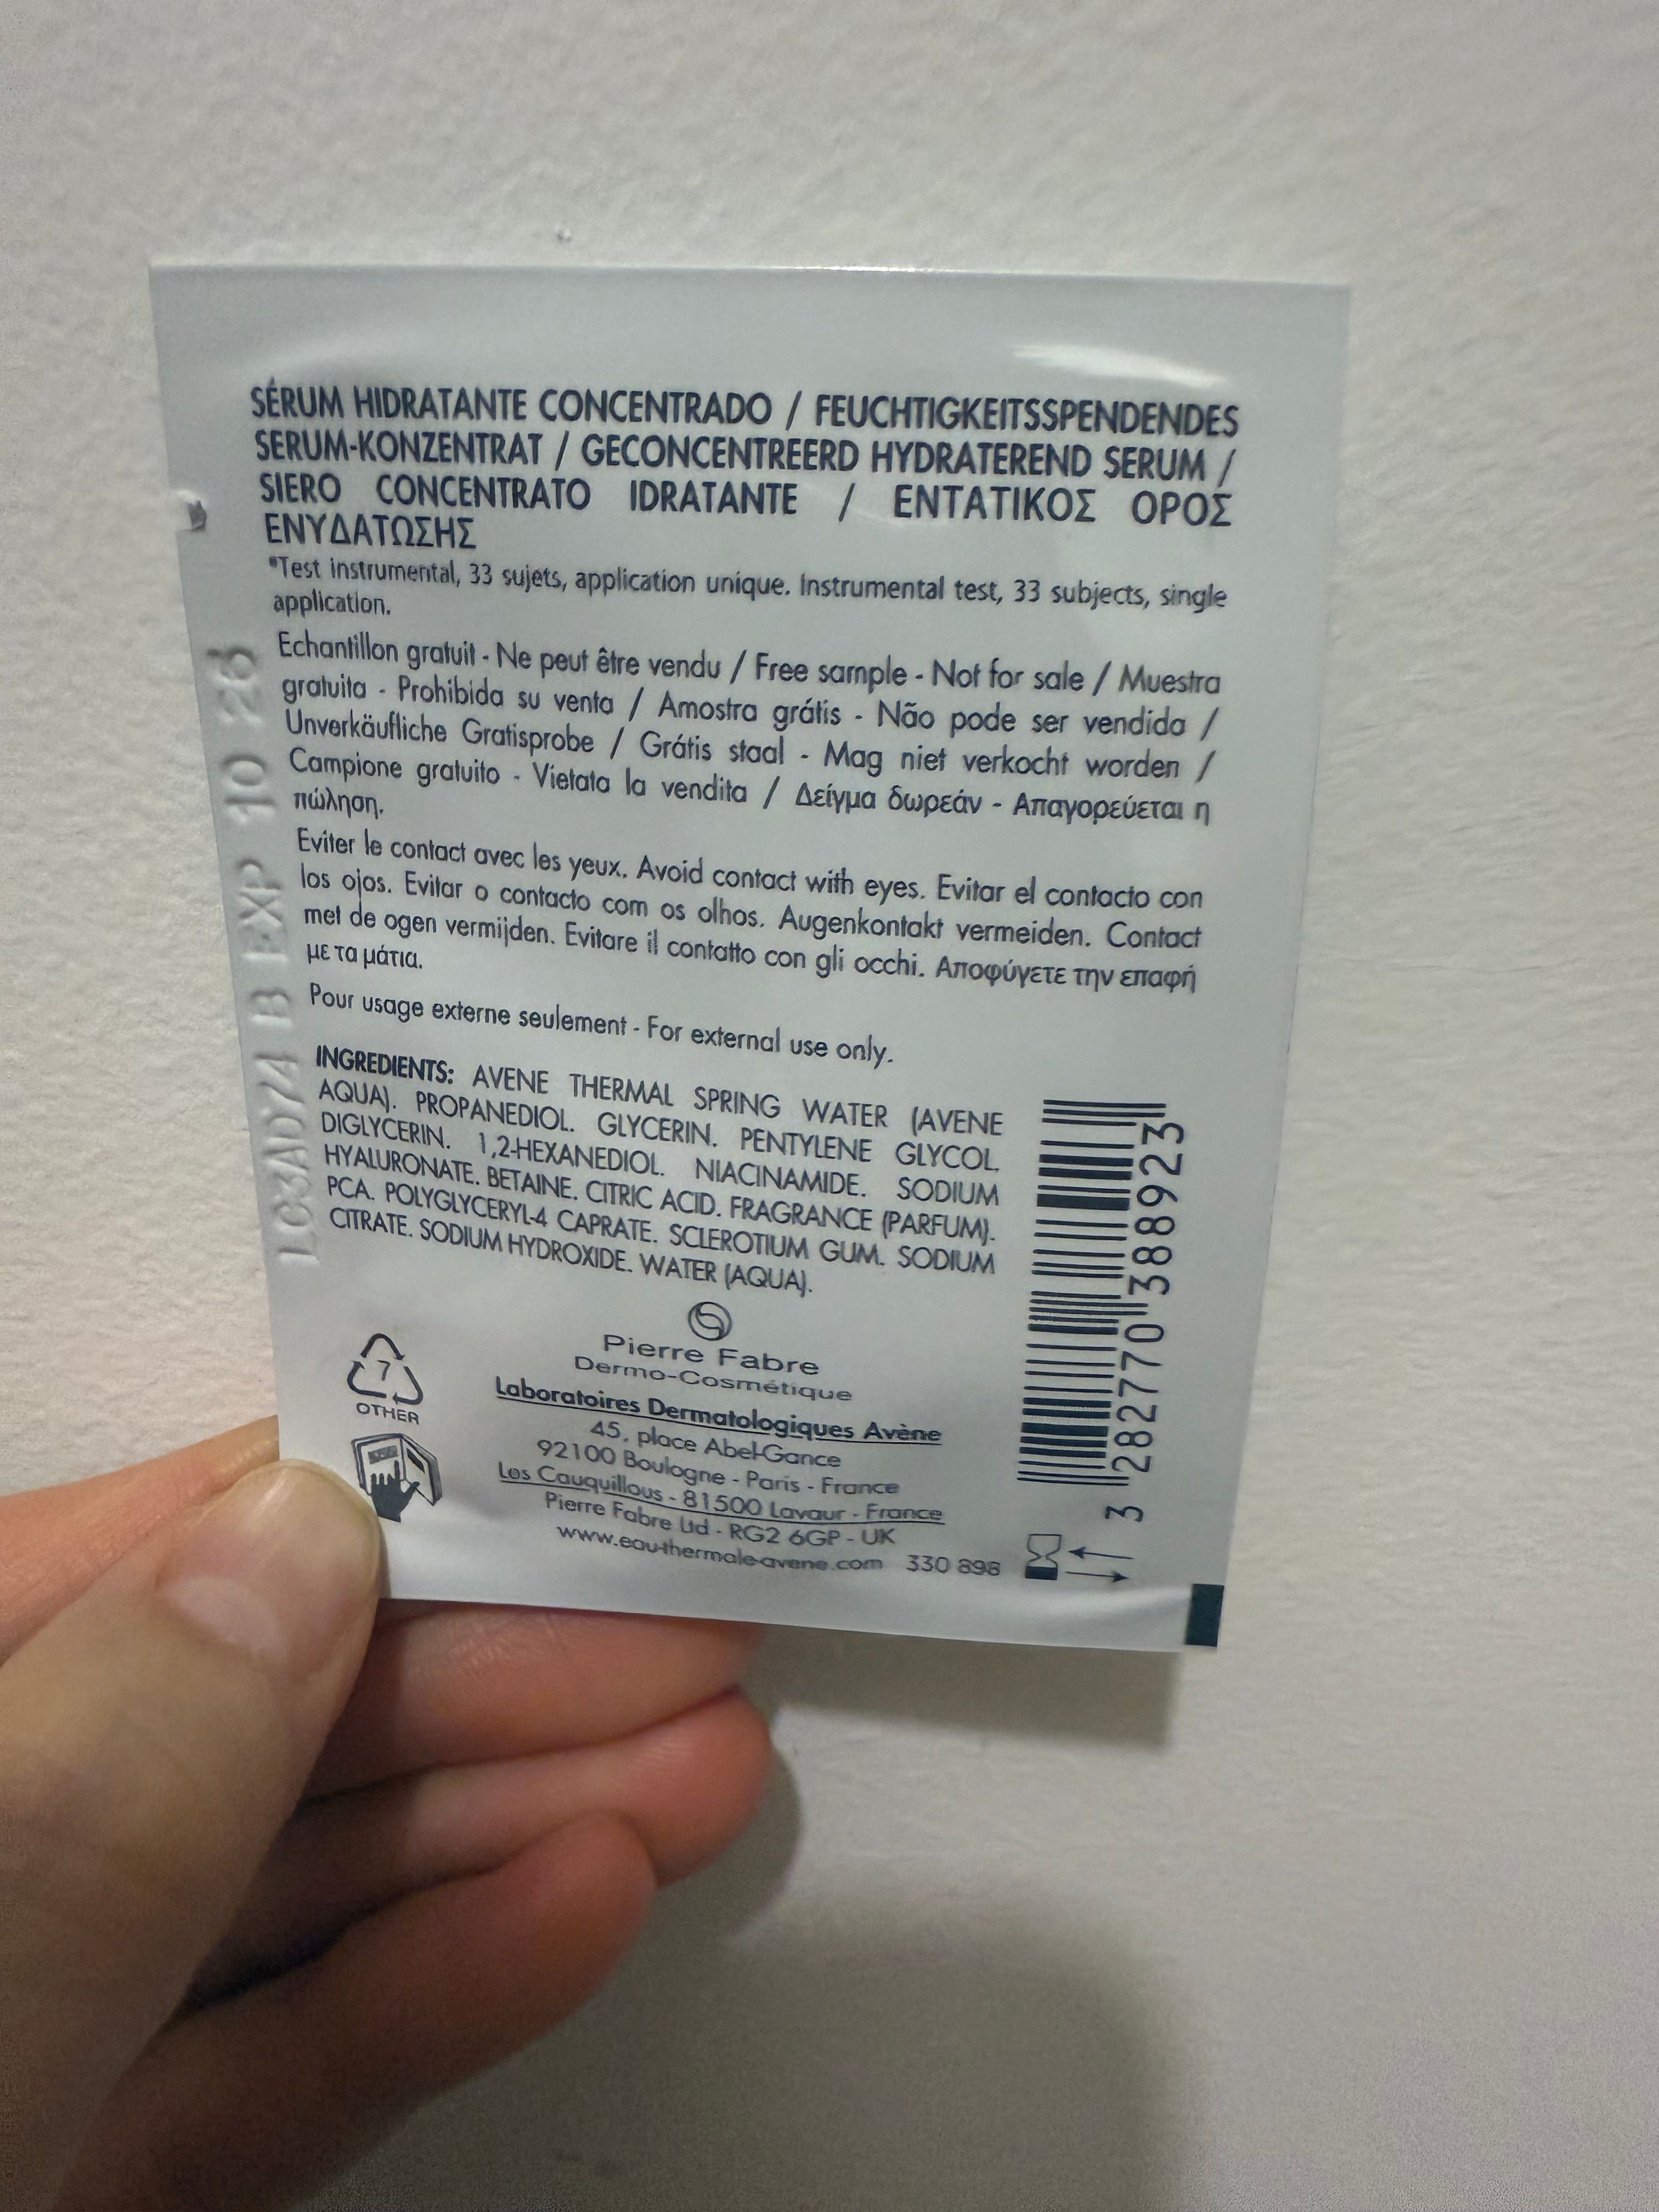 SÉRUM HIDRATANTE CONCENTRADO / FEUCHTIGKEITSSPENDENDES
SERUM-KONZENTRAT / GECONCENTREERD HYDRATEREND SERUM /
SIERO CONCENTRATO IDRATANTE / ΕΝΤΑΤΙΚΟΣ ΟΡΟΣ
ΕΝΥΔΑΤΩΣΗΣ
*Test instrumental, 33 sujets, application unique. Instrumental test, 33 subjects, single
application.
Echantillon gratuit - Ne peut être vendu / Free sample - Not for sale / Muestra
gratuita - Prohibida su venta / Amostra grátis - Não pode ser vendida /
Unverkäufliche Gratisprobe / Grátis staal - Mag niet verkocht worden /
Campione gratuito - Vietata la vendita / Δείγμα δωρεάν - Απαγορεύεται η
πώληση.
Eviter le contact avec les yeux. Avoid contact with eyes. Evitar el contacto con
los ojos. Evitar o contacto com os olhos. Augenkontakt vermeiden. Contact
met de ogen vermijden. Evitare il contatto con gli occhi. Αποφύγετε την επαφή
με τα μάτια.
Pour usage externe seulement - For external use only.
INGREDIENTS: AVENE THERMAL SPRING WATER (AVENE
AQUA). PROPANEDIOL. GLYCERIN. PENTYLENE GLYCOL.
DIGLYCERIN. 1,2-HEXANEDIOL. NIACINAMIDE. SODIUM
HYALURONATE. BETAINE. CITRIC ACID. FRAGRANCE (PARFUM).
PCA. POLYGLYCERYL-4 CAPRATE. SCLEROTIUM GUM. SODIUM
CITRATE. SODIUM HYDROXIDE. WATER (AQUA).
Pierre Fabre
Dermo-Cosmétique
Laboratoires Dermatologiques Avène
45, place Abel-Gance
92100 Boulogne - Paris - France
Les Cauquillous - 81500 Lavaur - France
Pierre Fabre Ltd - RG2 6GP - UK
www.eau-thermale-avene.com 330 898
7
OTHER
3 282770 388923
EXP 10 26